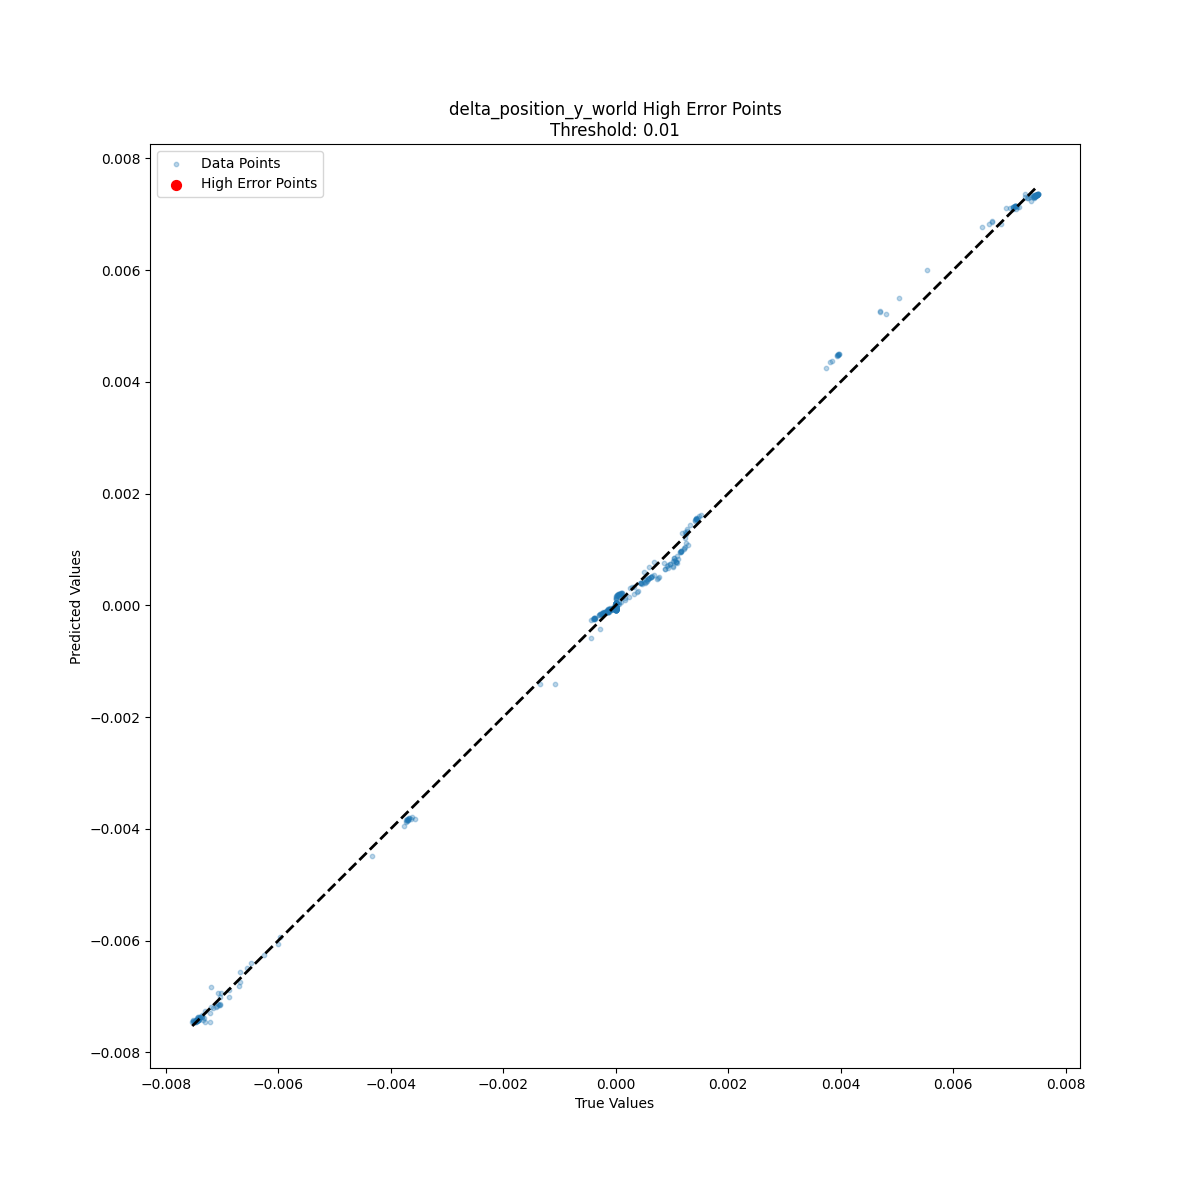 delta_position_y_world High Error Points
Threshold: 0.01
Data Points
High Error Points
0.008
0.006
0.004
0.002
0.000
−0.002
−0.004
−0.006
−0.008
Predicted Values
−0.008 −0.006 −0.004 −0.002 0.000 0.002 0.004 0.006 0.008
True Values